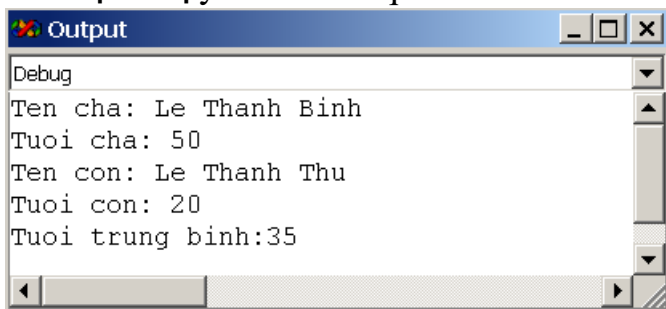 Output
Debug
Ten cha: Le Thanh Binh
Tuoi cha: 50
Ten con: Le Thanh Thu
Tuoi con: 20
Tuoi trung binh:35